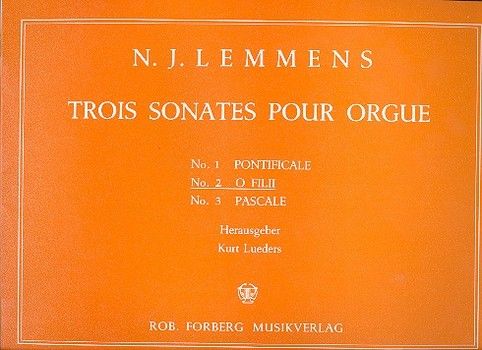 N. J. LEMMENS
TROIS SONATES POUR ORGUE
No. 1 PONTIFICALE
No. 2 O FILII
No. 3 PASCALE
Herausgeber
Kurt Lueders
ROB. FORBERG MUSIKVERLAG